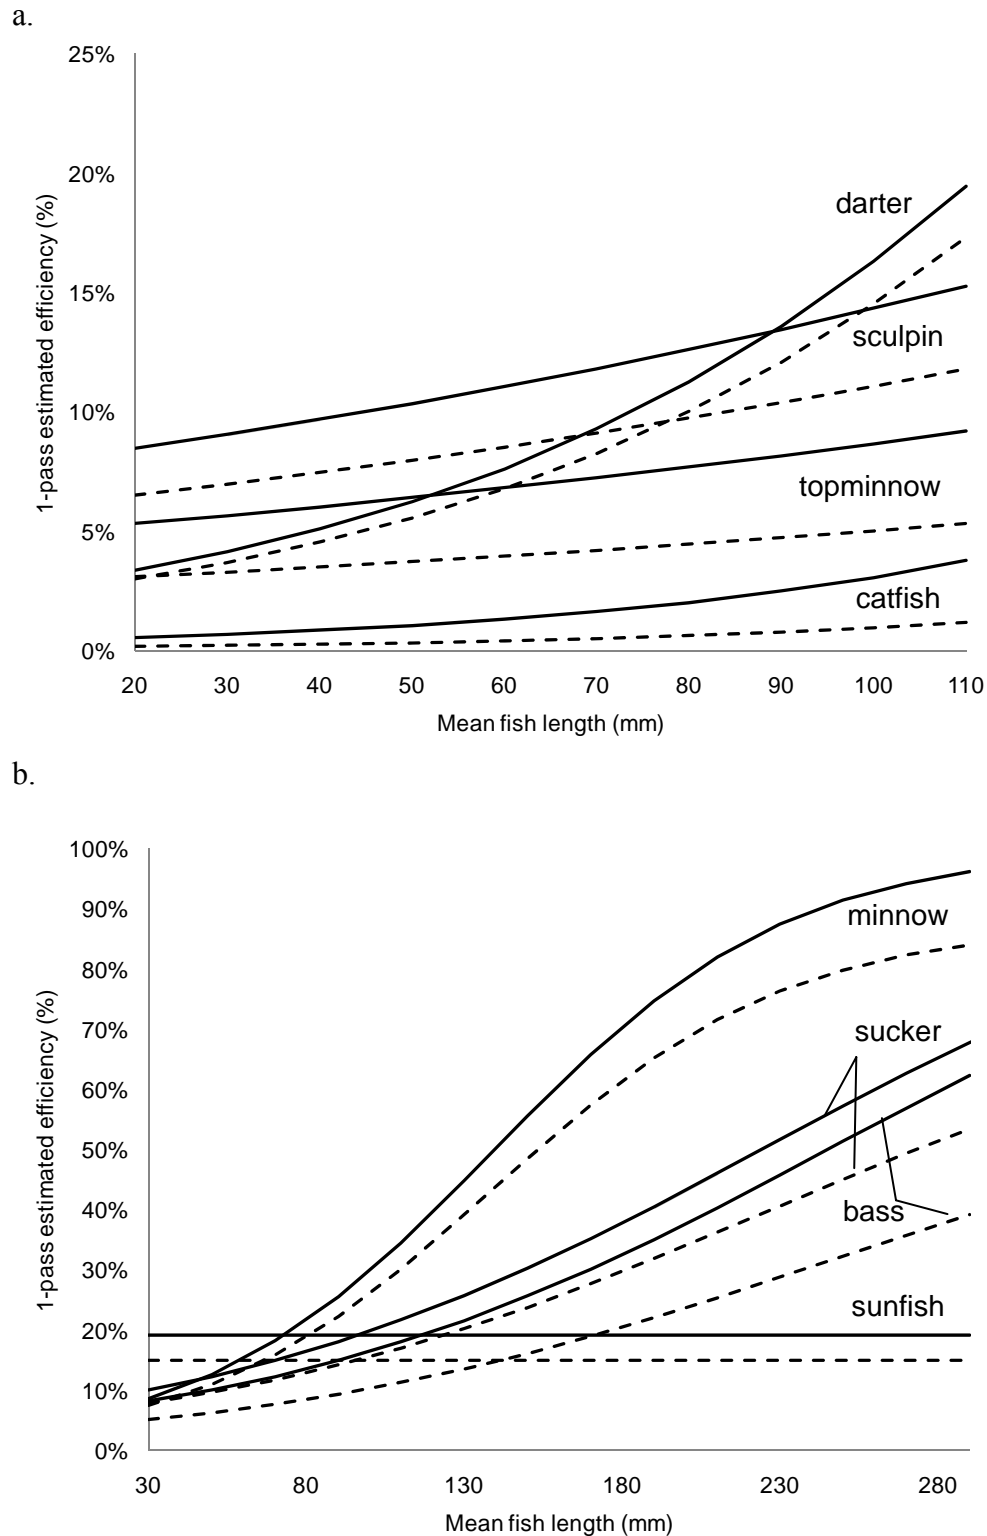 a.
25%
20%
15%
10%
5%
0%
1-pass estimated efficiency (%)
darter
sculpin
topminnow
catfish
20 30 40 50 60 70 80 90 100 110
Mean fish length (mm)
b.
100%
90%
80%
70%
60%
50%
40%
30%
20%
10%
0%
1-pass estimated efficiency (%)
minnow
sucker
bass
sunfish
30 80 130 180 230 280
Mean fish length (mm)